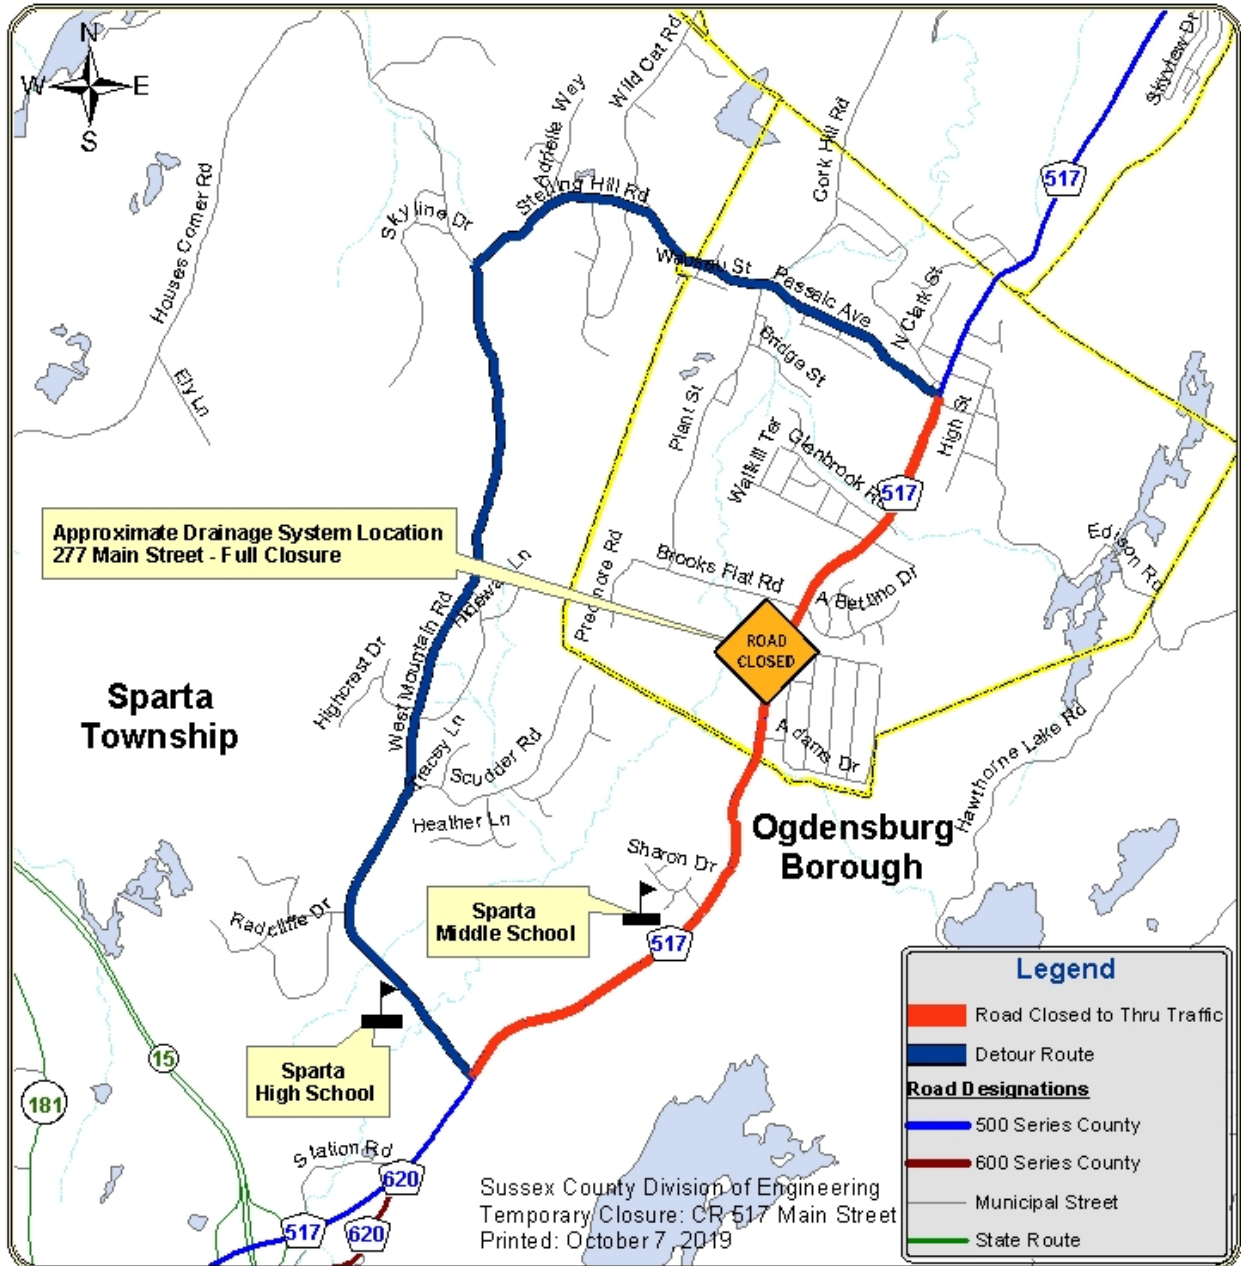 N
W
E
S
Skyview Dr
Wild Cat Rd
Adrielle Way
Cork Hill Rd
517
Houses Corner Rd
Skyline Dr
Sterling Hill Rd
Wausau St
Passaic Ave
N Clark St
Bridge St
Ely Ln
Plant St
High St
Wallkill Ter
Glenbrook Rd
517
Approximate Drainage System Location
277 Main Street - Full Closure
Edison Rd
Brooks Flat Rd
A Bettino Dr
Hideway Ln
ROAD
CLOSED
West Mountain Rd
Highcrest Dr
Sparta
Township
Adams Dr
Scudder Rd
Hawthorne Lake Rd
Heather Ln
Ogdensburg
Borough
Sharon Dr
Radcliffe Dr
Sparta
Middle School
517
Sparta
High School
15
181
Station Rd
620
517
620
Sussex County Division of Engineering
Temporary Closure: CR 517 Main Street
Printed: October 7, 2019
Legend
Road Closed to Thru Traffic
Detour Route
Road Designations
500 Series County
600 Series County
Municipal Street
State Route